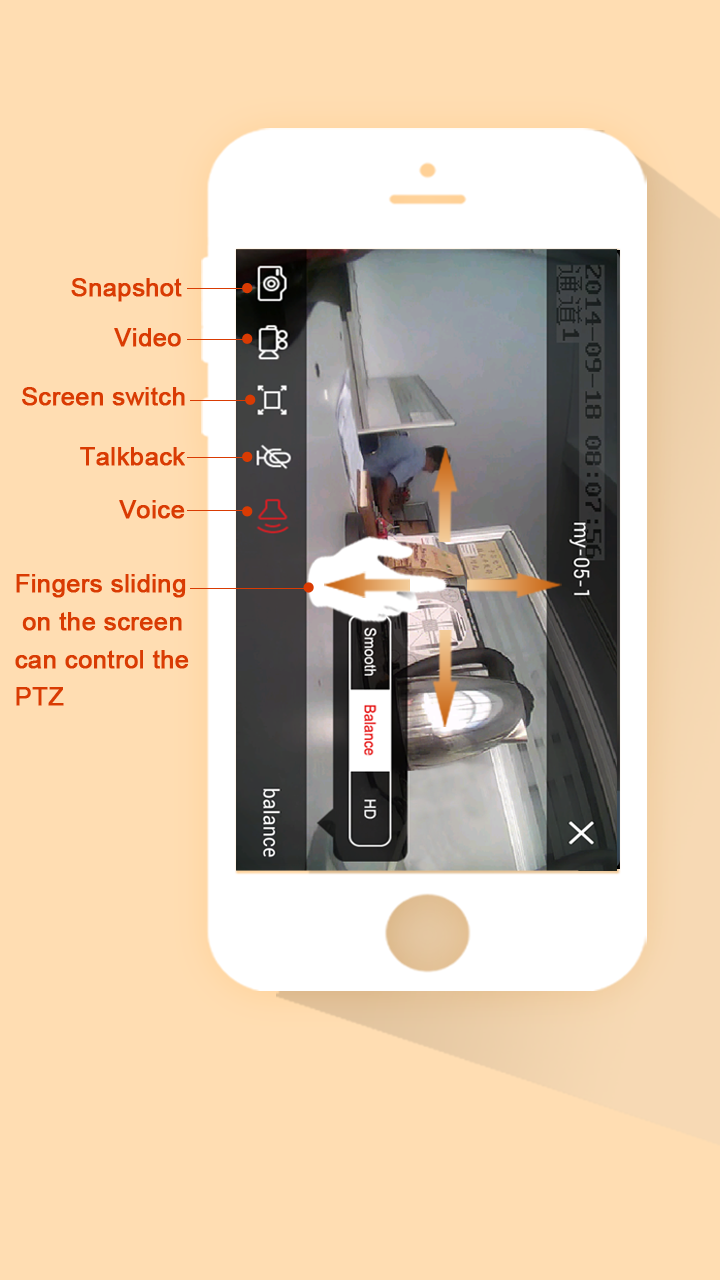 Snapshot
Video
Screen switch
Talkback
Voice
Fingers sliding
on the screen
can control the
PTZ
2014-09-18 08:07:56
通道1
my-05-1
Smooth
Balance
HD
balance